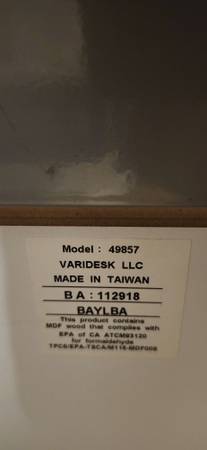 Model : 49857
VARIDESK LLC
MADE IN TAIWAN
B A : 112918
BAYLBA
This product contains
MDF wood that complies with
EPA of CA ATCM93120
for formaldehyde